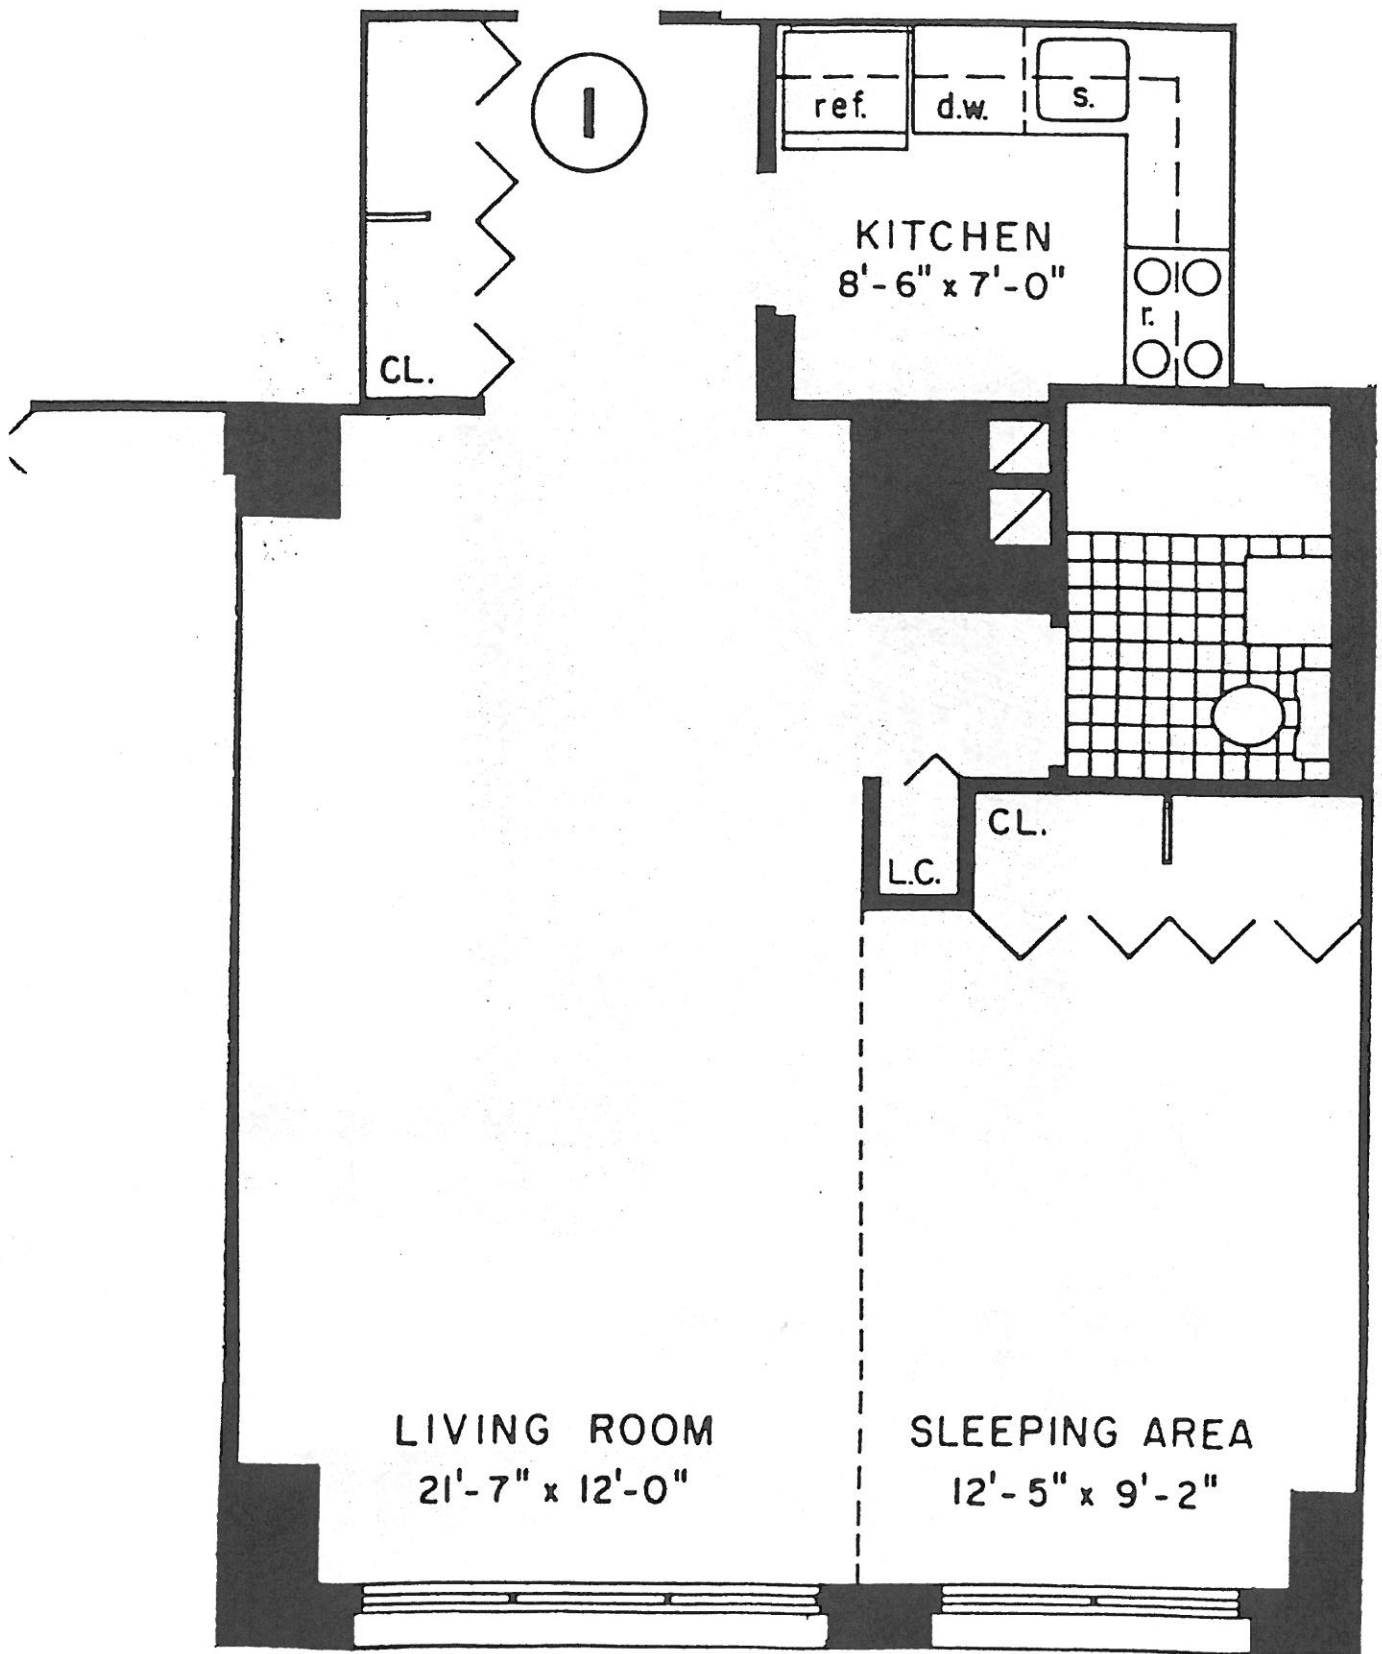 I
ref.
d.w.
s.
KITCHEN
8'-6" x 7'-0"
r.
CL.
CL.
L.C.
LIVING ROOM
21'-7" x 12'-0"
SLEEPING AREA
12'-5" x 9'-2"